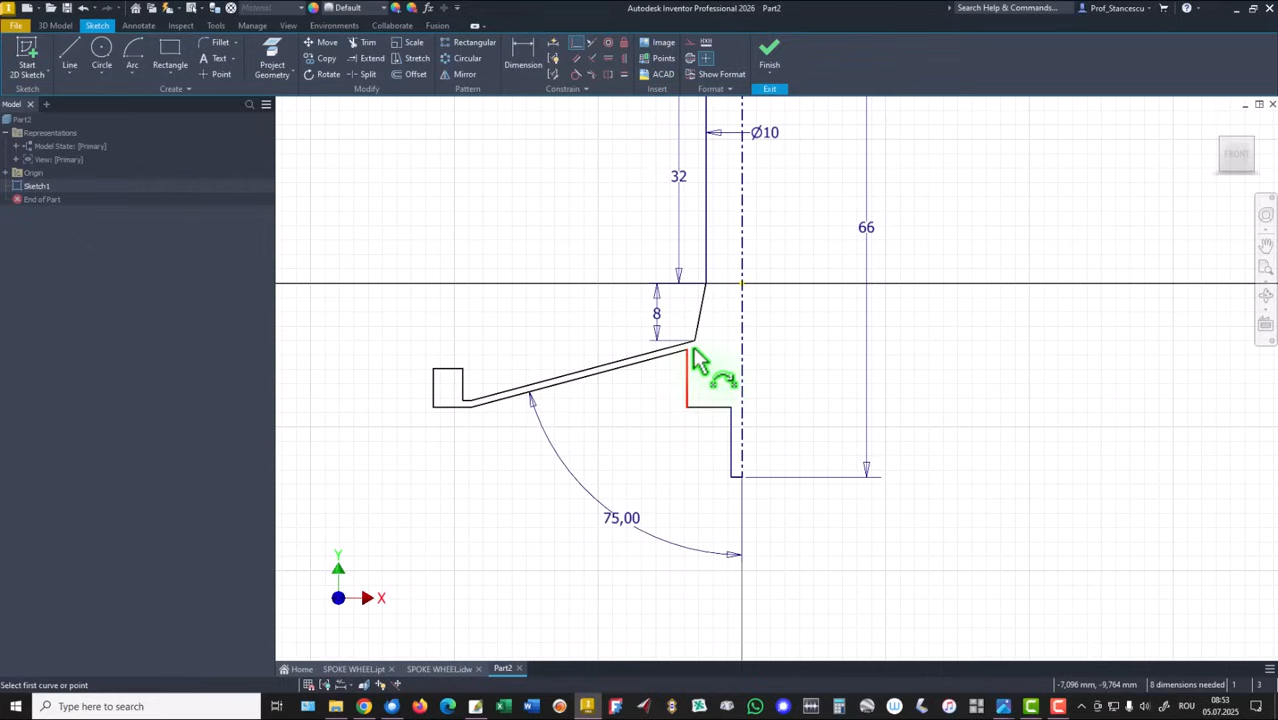 Material
Default
Autodesk Inventor Professional 2026 Part2
Search Help & Commands...
Prof_Stancescu
File
3D Model
Sketch
Annotate
Inspect
Tools
Manage
View
Environments
Collaborate
Fusion
Start
2D Sketch
Line
Circle
Arc
Rectangle
Fillet
Text
Point
Project
Geometry
Move
Copy
Rotate
Trim
Extend
Split
Scale
Stretch
Offset
Rectangular
Circular
Mirror
Dimension
Image
Points
ACAD
Show Format
Finish
Sketch
Create
Modify
Pattern
Constrain
Insert
Format
Exit
Model
Part2
Representations
Model State: [Primary]
View: [Primary]
Origin
Sketch1
End of Part
Ø10
32
66
8
75,00
FRONT
Y
X
Home
SPOKE WHEEL.ipt
SPOKE WHEEL.idw
Part2
Select first curve or point
-7,096 mm, -9,764 mm
8 dimensions needed
1
3
Type here to search
ROU
08:53
05.07.2025